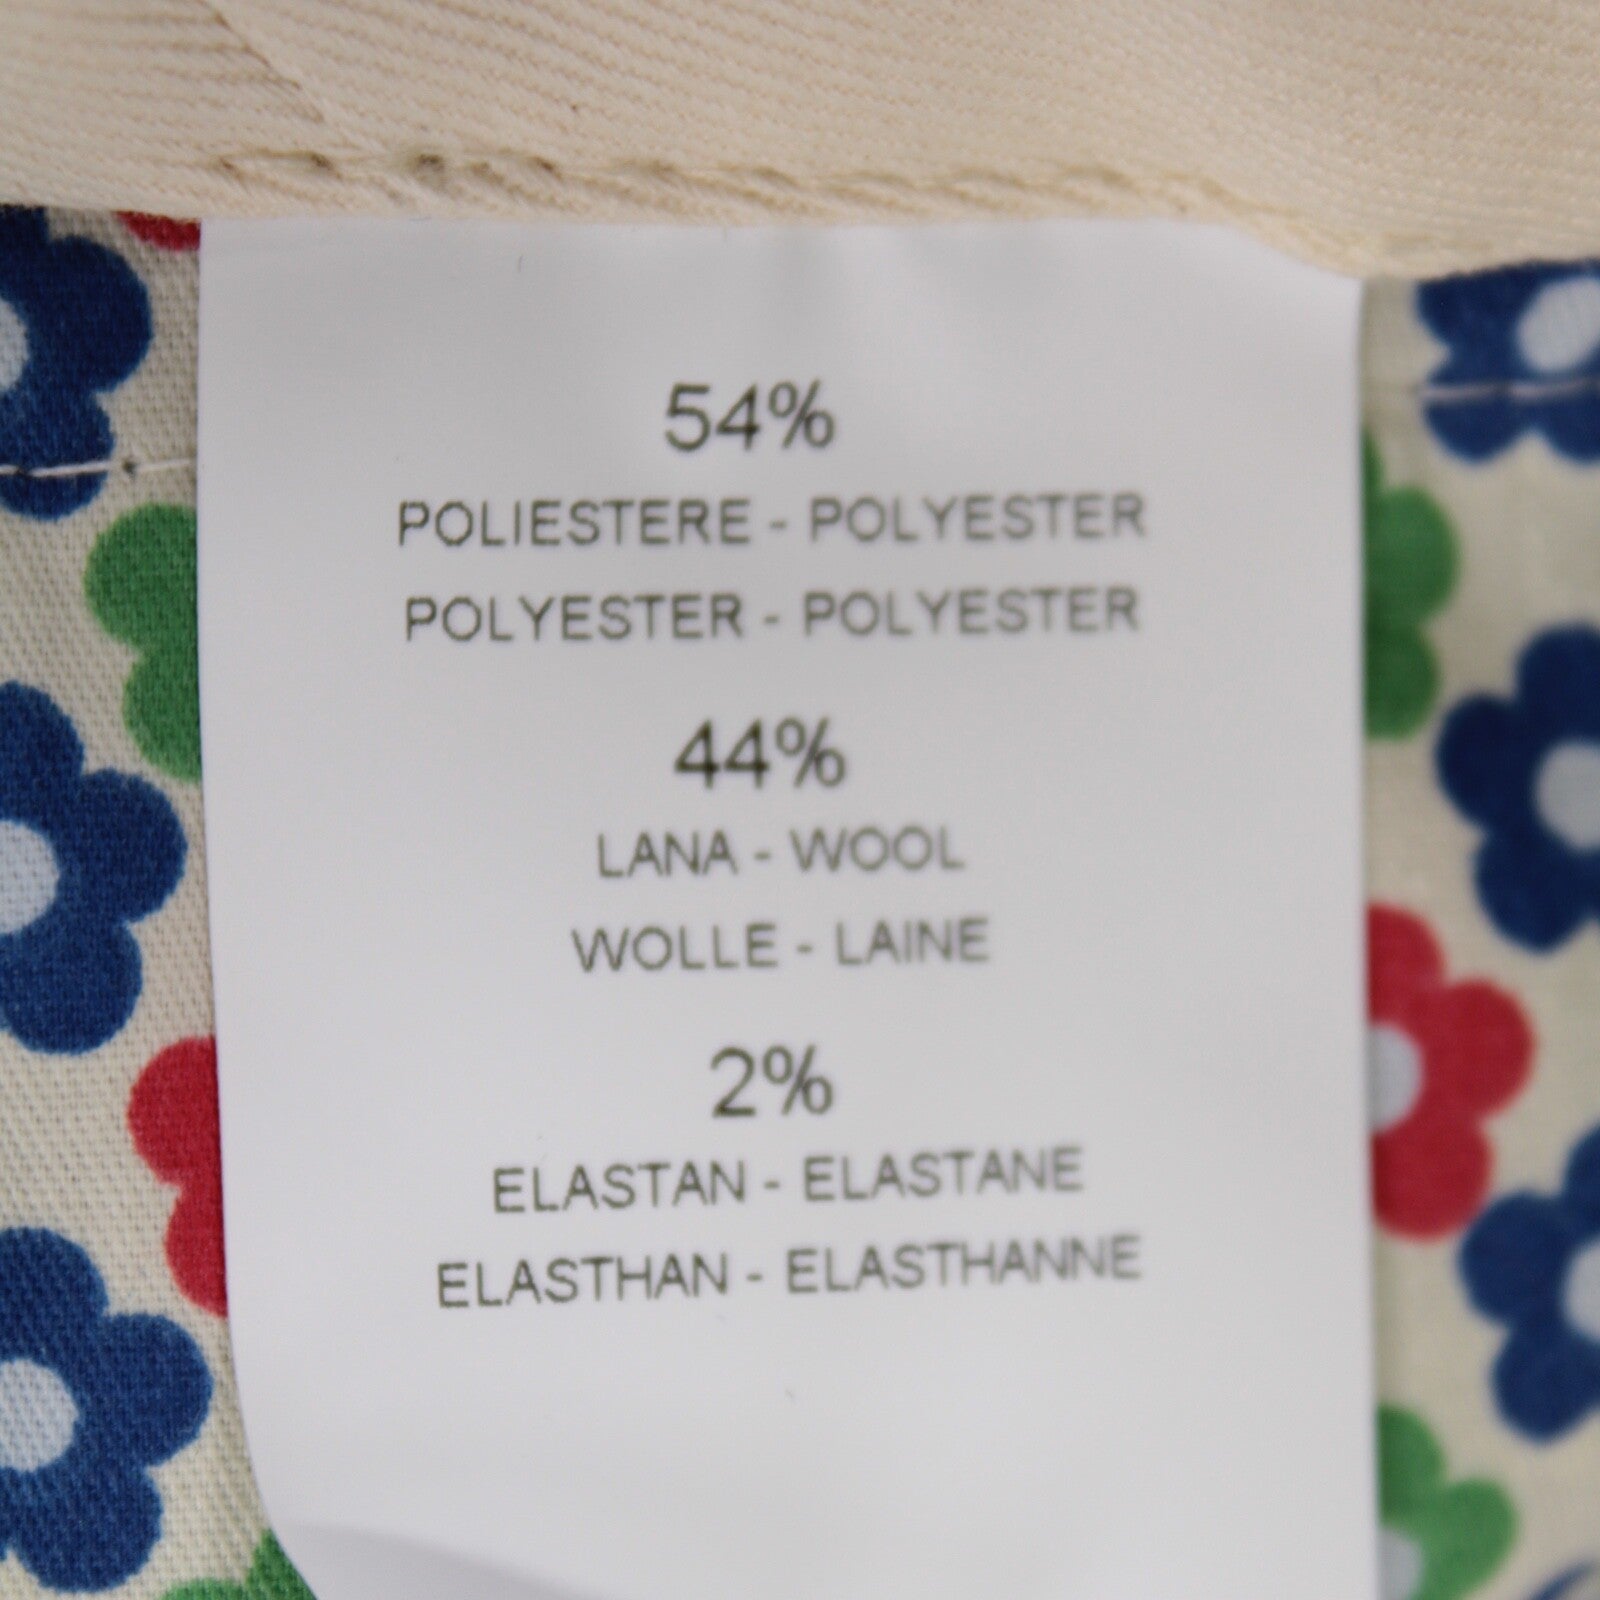 54%
POLIESTERE - POLYESTER
POLYESTER - POLYESTER
44%
LANA - WOOL
WOLLE - LAINE
2%
ELASTAN - ELASTANE
ELASTHAN - ELASTHANNE